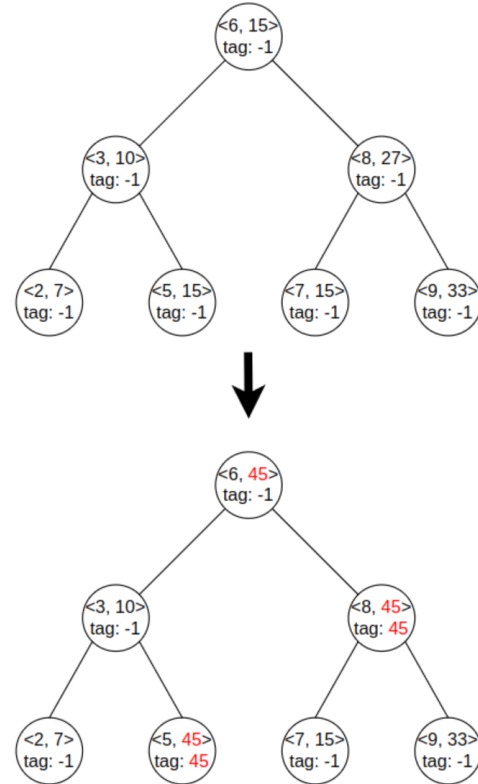 <6, 15>
tag: -1
<3, 10>
tag: -1
<8, 27>
tag: -1
<2, 7>
tag: -1
<5, 15>
tag: -1
<7, 15>
tag: -1
<9, 33>
tag: -1
<6, 45>
tag: -1
<3, 10>
tag: -1
<8, 45>
tag: 45
<2, 7>
tag: -1
<5, 45>
tag: 45
<7, 15>
tag: -1
<9, 33>
tag: -1